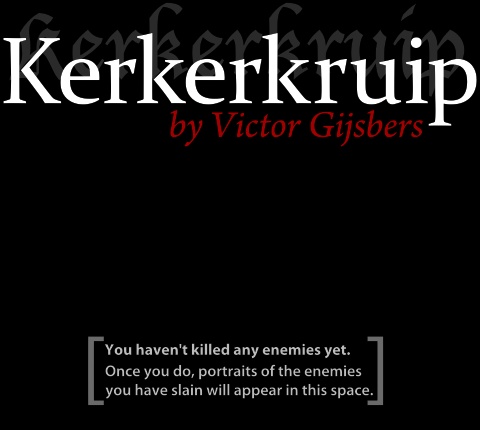 Kerkerkruip
Kerkerkruip
by Victor Gijsbers
You haven't killed any enemies yet.
Once you do, portraits of the enemies
you have slain will appear in this space.